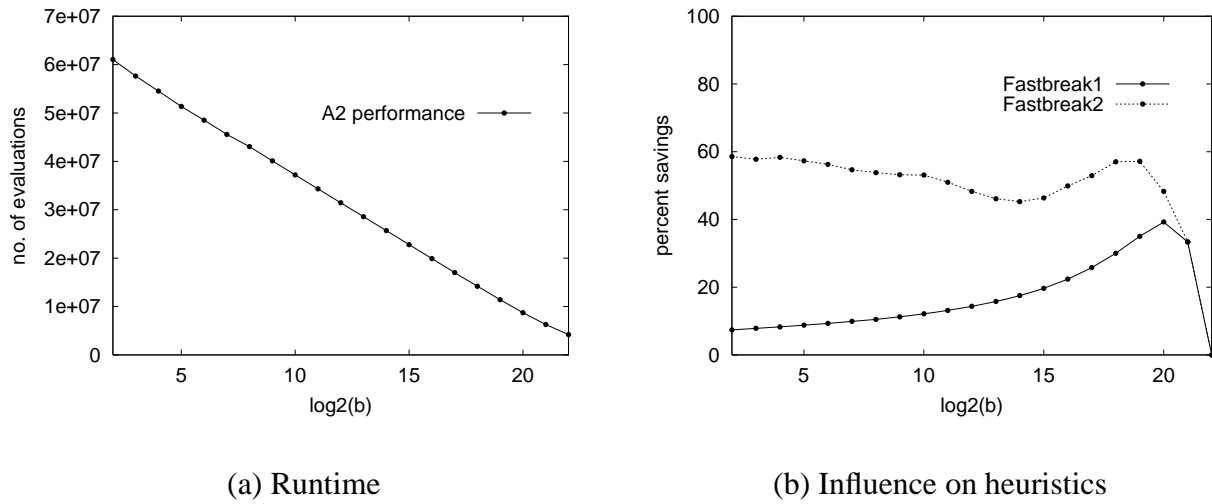 7e+07
6e+07
5e+07
4e+07
3e+07
2e+07
1e+07
0
no. of evaluations
A2 performance
5 10 15 20
log2(b)
(a) Runtime
100
80
60
40
20
0
percent savings
Fastbreak1
Fastbreak2
5 10 15 20
log2(b)
(b) Influence on heuristics